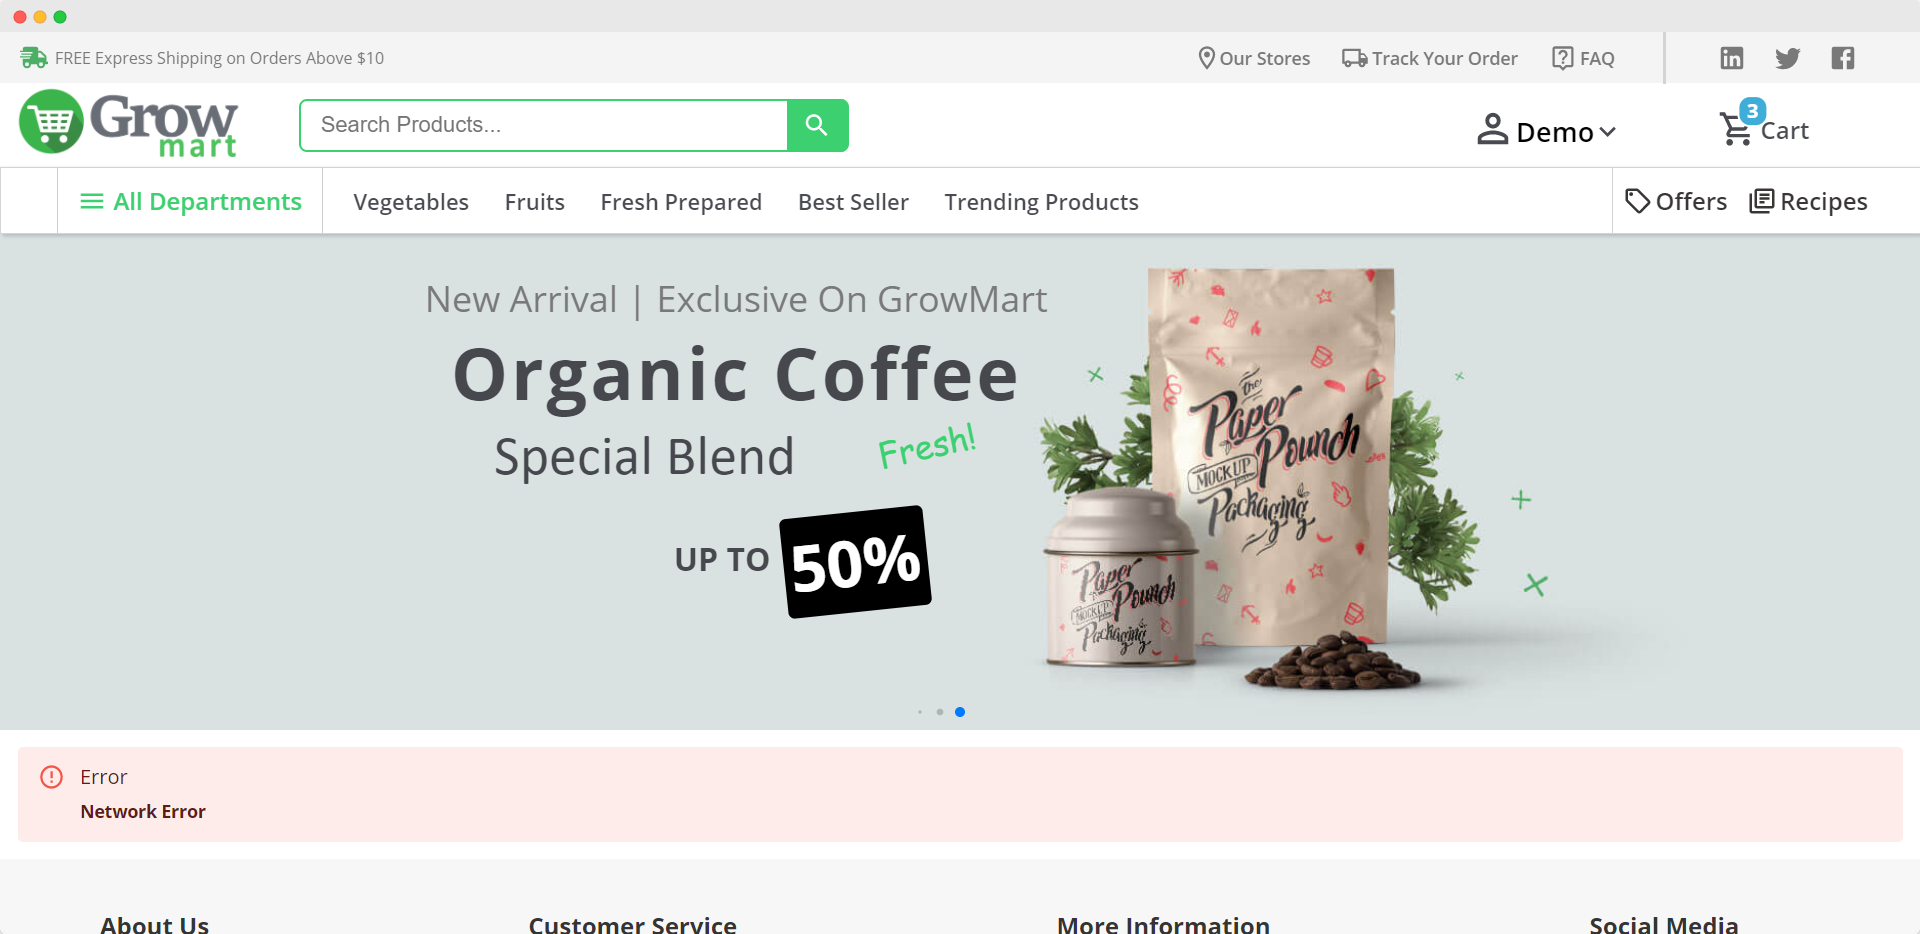 FREE Express Shipping on Orders Above $10
Our Stores
Track Your Order
FAQ
Grow
mart
Search Products...
Demo
3
Cart
All Departments
Vegetables
Fruits
Fresh Prepared
Best Seller
Trending Products
Offers
Recipes
New Arrival | Exclusive On GrowMart
Organic Coffee
Special Blend
Fresh!
UP TO
50%
the
Paper
Pounch
MOCK UP
Packaging
Paper
Pounch
MOCK UP
Packaging
Error
Network Error
About Us
Customer Service
More Information
Social Media